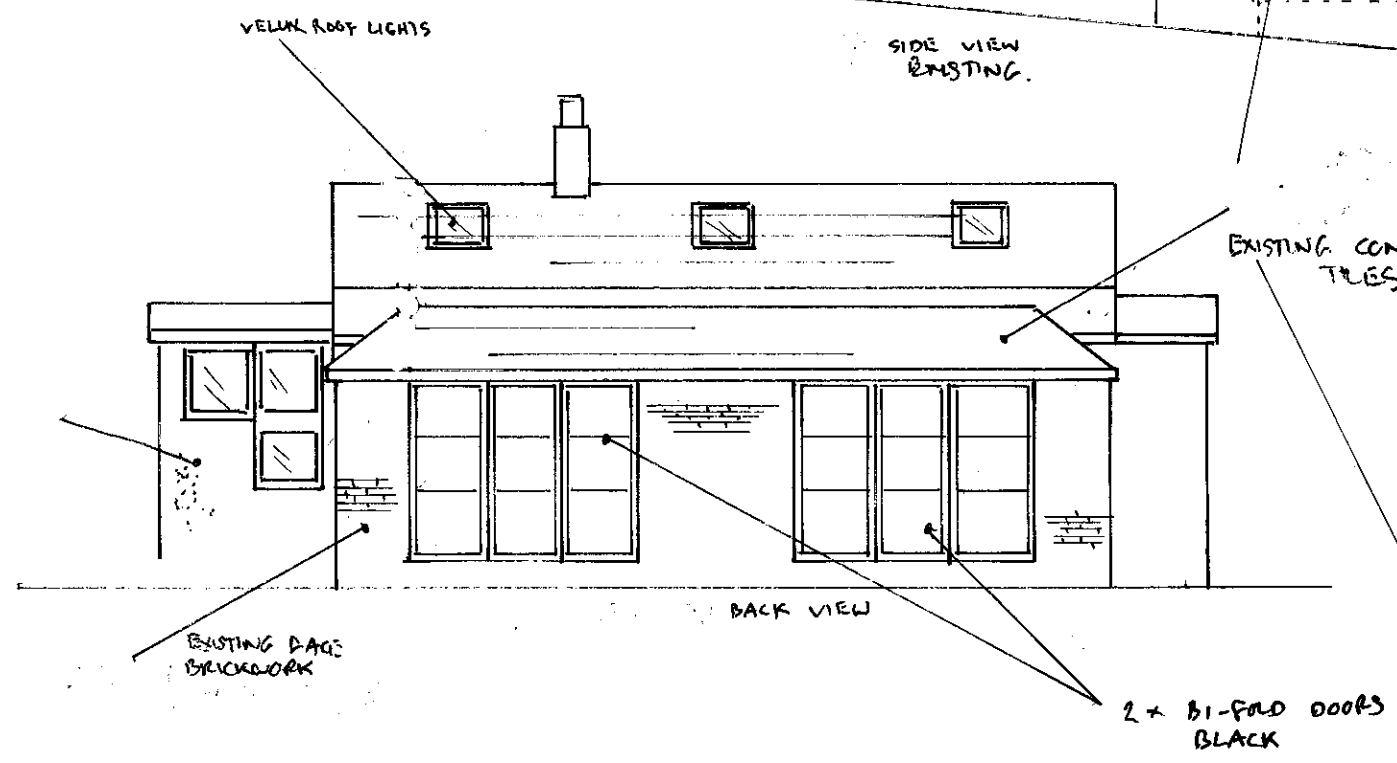 VELUX ROOF LIGHTS
SIDE VIEW
EXISTING.
EXISTING CON
TILES
BACK VIEW
EXISTING FACE
BRICKWORK
2 x BI-FOLD DOORS
BLACK